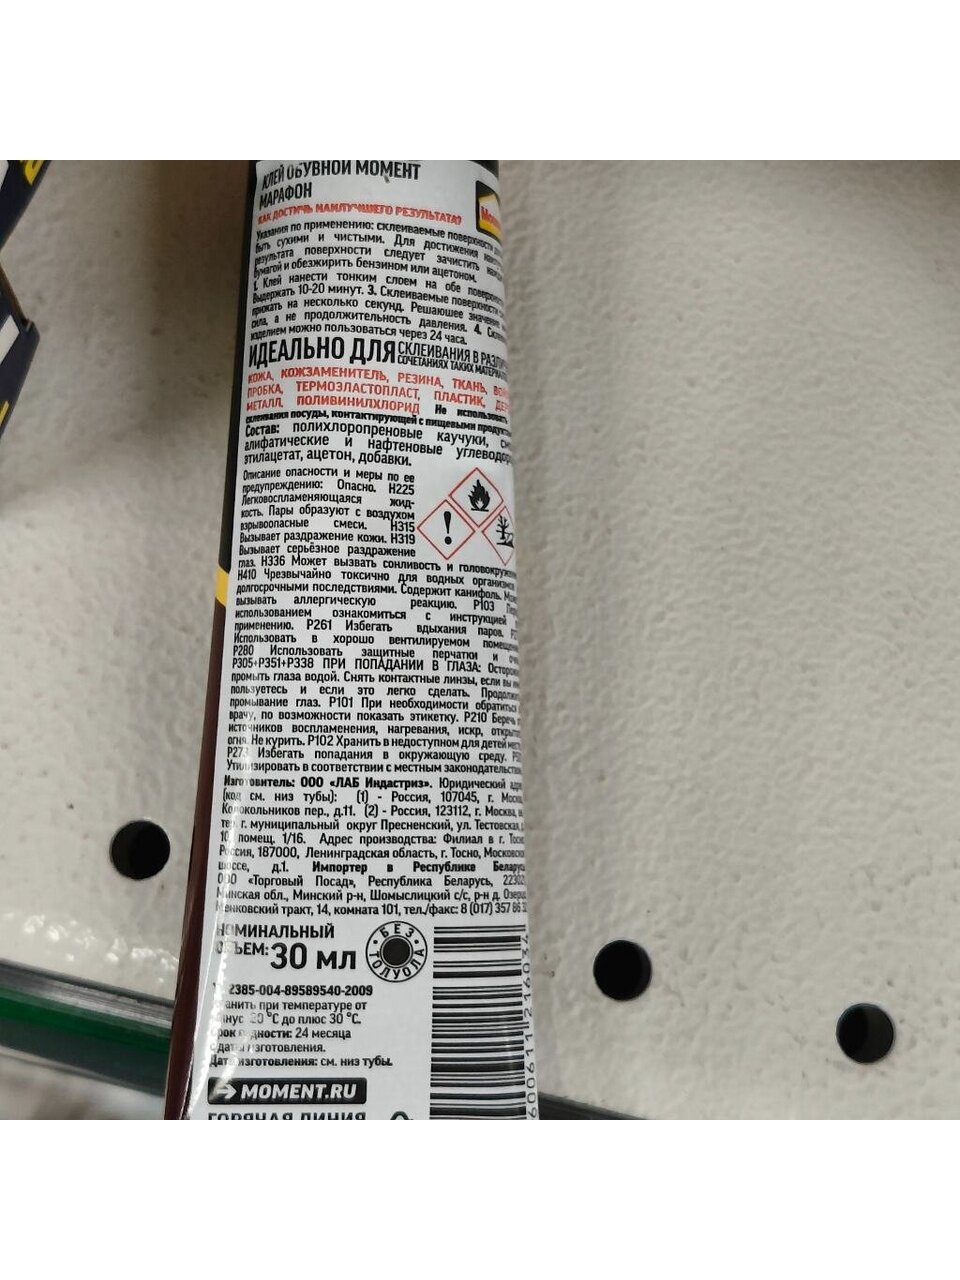 КЛЕЙ ОБУВНОЙ МОМЕНТ
МАРАФОН
КАК ДОСТИЧЬ НАИЛУЧШЕГО РЕЗУЛЬТАТА?
Указания по применению: склеиваемые поверхности
быть сухими и чистыми. Для достижения
результата поверхности следует зачистить
бумагой и обезжирить бензином или ацетоном.
1. Клей нанести тонким слоем на обе
Выдержать 10-20 минут. 3. Склеиваемые поверхности
прижать на несколько секунд. Решающее
сила, а не продолжительность давления. 4.
изделием можно пользоваться через 24 часа.
ИДЕАЛЬНО ДЛЯ СКЛЕИВАНИЯ В
СОЧЕТАНИЯХ ТАКИХ
КОЖА, КОЖЗАМЕНИТЕЛЬ, РЕЗИНА, ТКАНЬ,
ПРОБКА, ТЕРМОЭЛАСТОПЛАСТ, ПЛАСТИК,
МЕТАЛЛ, ПОЛИВИНИЛХЛОРИД Не использовать
склеивания посуды, контактирующей с пищевыми
Состав: полихлоропреновые каучуки,
алифатические и нафтеновые
этилацетат, ацетон, добавки.
Описание опасности и меры по ее
предупреждению: Опасно. H225
Легковоспламеняющаяся жид-
кость. Пары образуют с воздухом
взрывоопасные смеси. H315
Вызывает раздражение кожи. H319
Вызывает серьёзное раздражение
глаз. H336 Может вызвать сонливость и
H410 Чрезвычайно токсично для водных
долгосрочными последствиями. Содержит канифоль.
вызывать аллергическую реакцию. P103
использованием ознакомиться с инструкцией
применению. P261 Избегать вдыхания паров.
Использовать в хорошо вентилируемом
P280 Использовать защитные перчатки и
P305+P351+P338 ПРИ ПОПАДАНИИ В ГЛАЗА:
промыть глаза водой. Снять контактные линзы, если вы
пользуетесь и если это легко сделать.
промывание глаз. P101 При необходимости обратиться
врачу, по возможности показать этикетку. P210
источников воспламенения, нагревания, искр,
огня. Не курить. P102 Хранить в недоступном для детей
P273 Избегать попадания в окружающую среду.
Утилизировать в соответствии с местным
Изготовитель: ООО «ЛАБ Индастриз». Юридический
(код см. низ тубы): (1) - Россия, 107045, г.
Колокольников пер., д.11. (2) - Россия, 123112, г. Москва,
тер. г. муниципальный округ Пресненский, ул. Тестовская,
10, помещ. 1/16. Адрес производства: Филиал в г.
Россия, 187000, Ленинградская область, г. Тосно,
шоссе, д.1. Импортер в Республике
ООО «Торговый Посад», Республика Беларусь,
Минская обл., Минский р-н, Шомыслицкий с/с, р-н д.
Меньковский тракт, 14, комната 101, тел./факс: 8 (017) 357 86
НОМИНАЛЬНЫЙ
ОБЪЕМ: 30 мл
БЕЗ ТОЛУОЛА
2385-004-89589540-2009
Хранить при температуре от
минус 20 °C до плюс 30 °C.
Срок годности: 24 месяца
с даты изготовления.
Дата изготовления: см. низ тубы.
MOMENT.RU
ГОРЯЧАЯ ЛИНИЯ